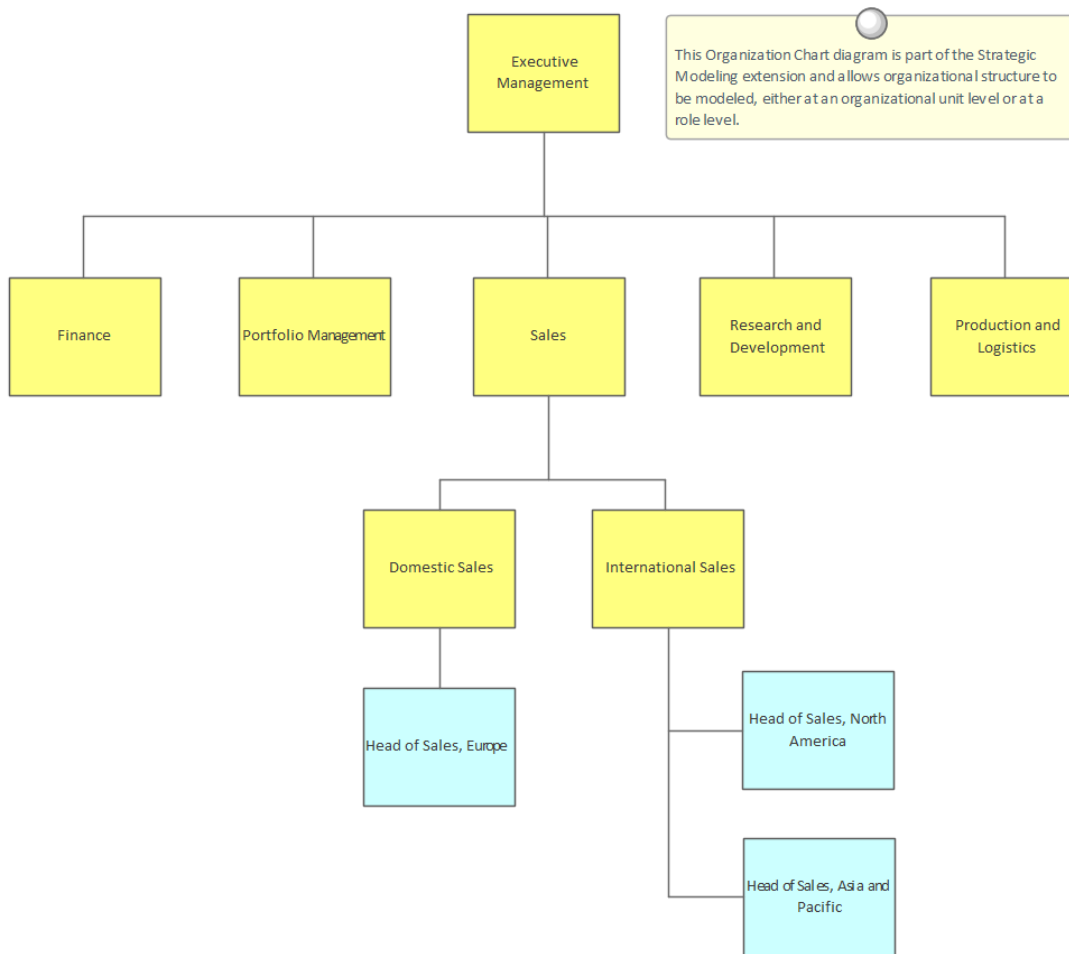 Executive
Management
This Organization Chart diagram is part of the Strategic
Modeling extension and allows organizational structure to
be modeled, either at an organizational unit level or at a
role level.
Finance
Portfolio Management
Sales
Research and
Development
Production and
Logistics
Domestic Sales
International Sales
Head of Sales, Europe
Head of Sales, North
America
Head of Sales, Asia and
Pacific